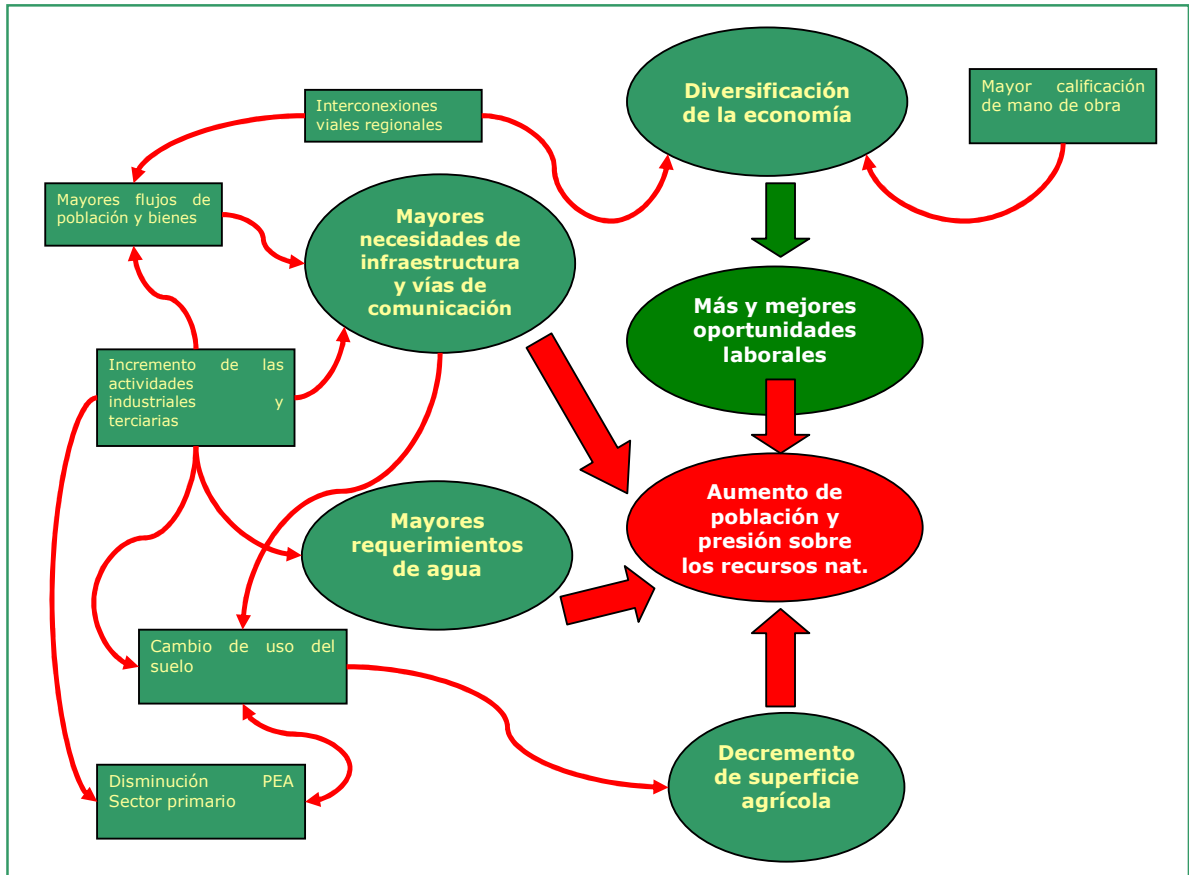 Diversificación
de la economía
Mayor calificación
de mano de obra
Interconexiones
viales regionales
Mayores flujos de
población y bienes
Mayores
necesidades de
infraestructura
y vías de
comunicación
Más y mejores
oportunidades
laborales
Incremento de las
actividades
industriales y
terciarias
Aumento de
población y
presión sobre
los recursos nat.
Mayores
requerimientos
de agua
Cambio de uso del
suelo
Decremento
de superficie
agrícola
Disminución PEA
Sector primario